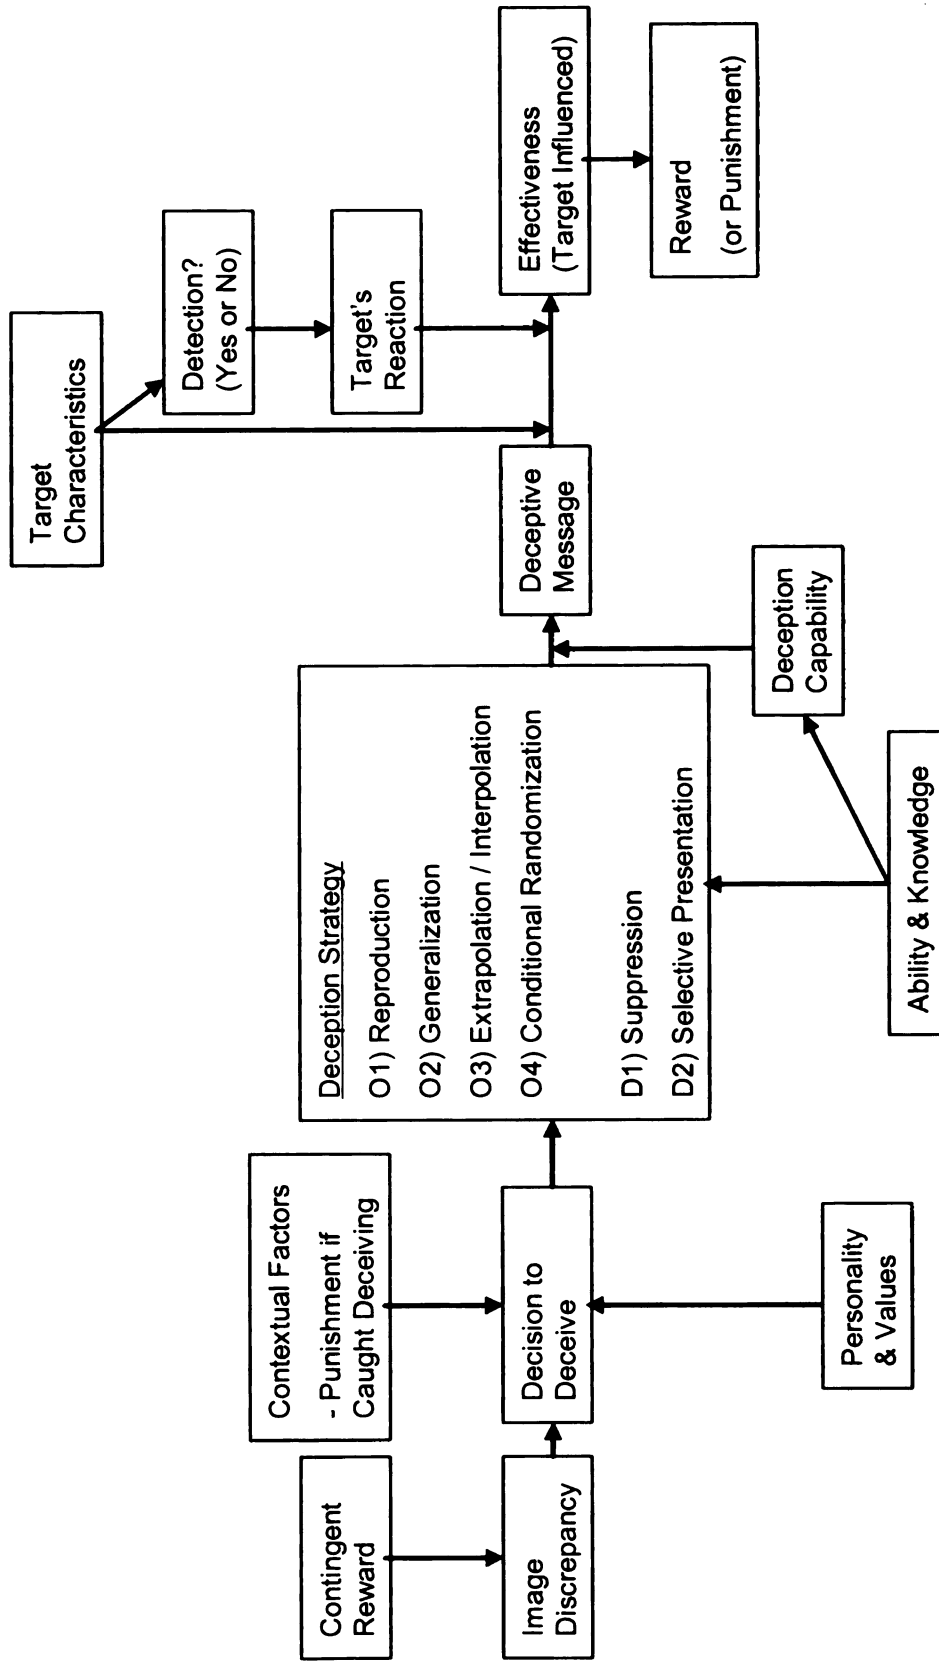 Contingent
Reward
Image
Discrepancy
Contextual Factors
- Punishment if
Caught Deceiving
Decision to
Deceive
Personality
& Values
Deception Strategy
O1) Reproduction
O2) Generalization
O3) Extrapolation / Interpolation
O4) Conditional Randomization
D1) Suppression
D2) Selective Presentation
Ability & Knowledge
Deception
Capability
Deceptive
Message
Target
Characteristics
Detection?
(Yes or No)
Target's
Reaction
Effectiveness
(Target Influenced)
Reward
(or Punishment)